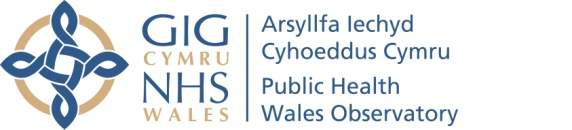 GIG
CYMRU
NHS
WALES
Arsyllfa Iechyd
Cyhoeddus Cymru
Public Health
Wales Observatory